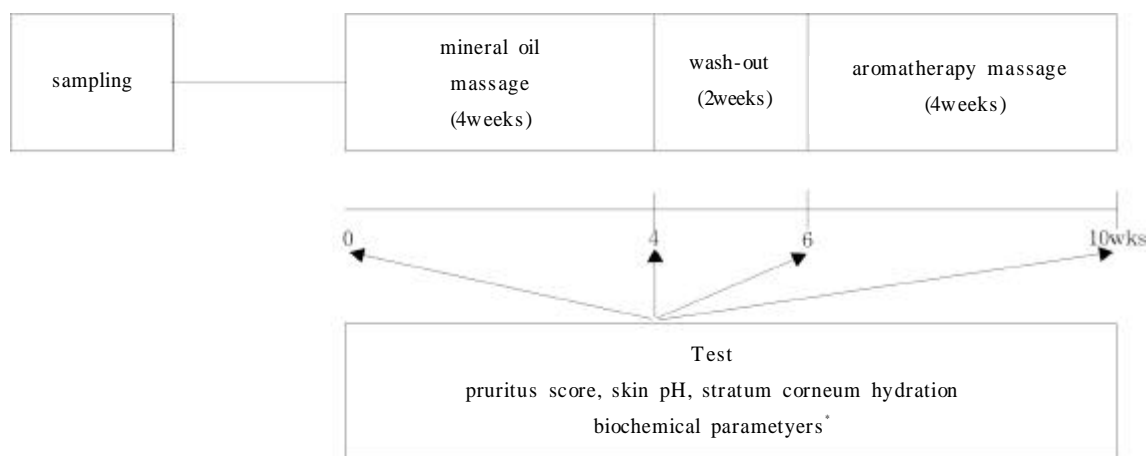 sampling
mineral oil
massage
(4weeks)
wash-out
(2weeks)
aromatherapy massage
(4weeks)
0
4
6
10wks
Test
pruritus score, skin pH, stratum corneum hydration
biochemical parametyers*